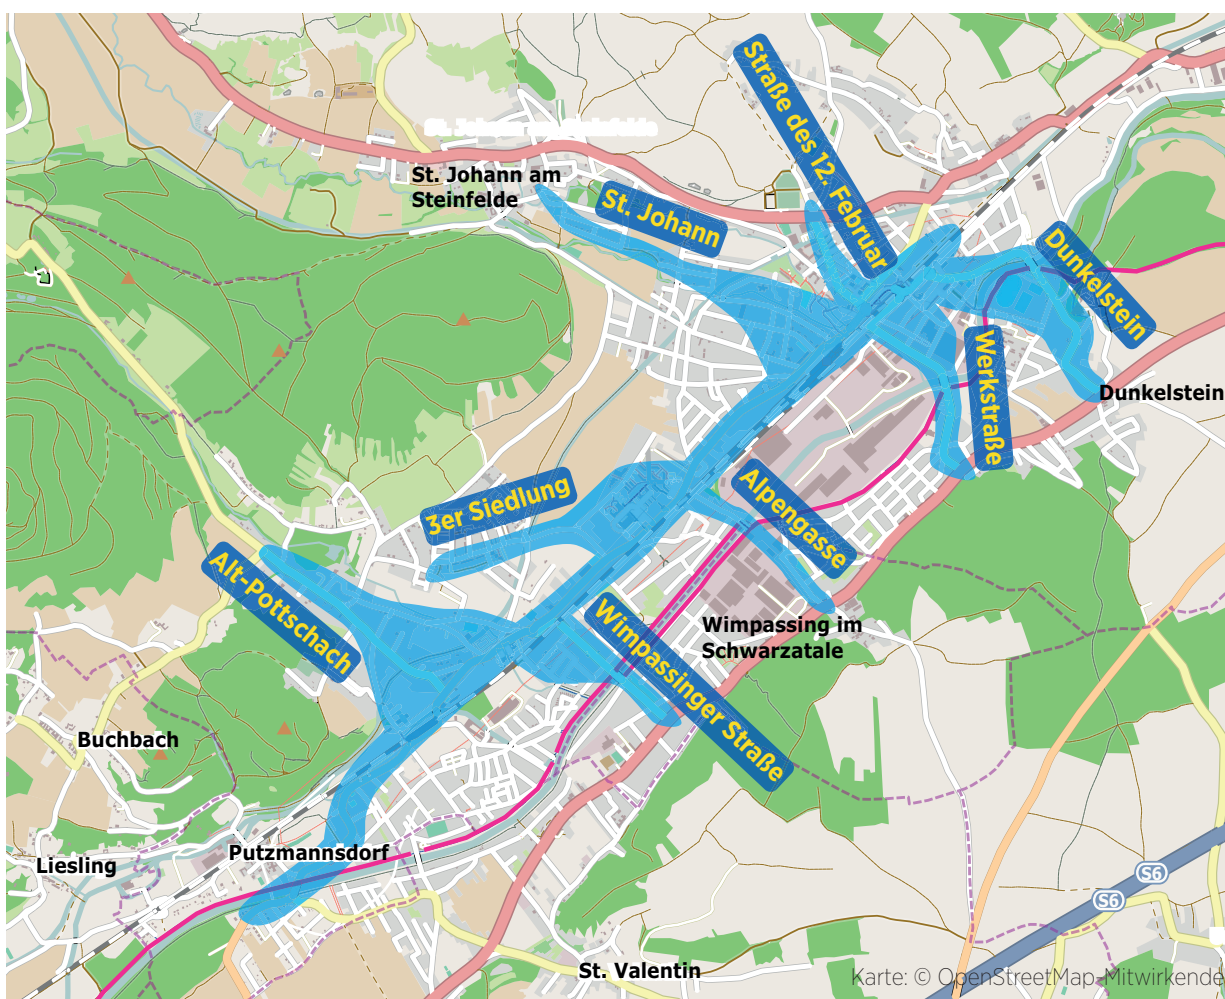 Straße des 12. Februar
St. Johann am
Steinfelde
St. Johann
Dunkelstein
Werkstraße
Dunkelstein
3er Siedlung
Alpengasse
Alt-Pottschach
Wimpassinger Straße
Wimpassing im
Schwarzatale
Buchbach
Putzmannsdorf
Liesling
S6
S6
St. Valentin
Karte: © OpenStreetMap-Mitwirkende